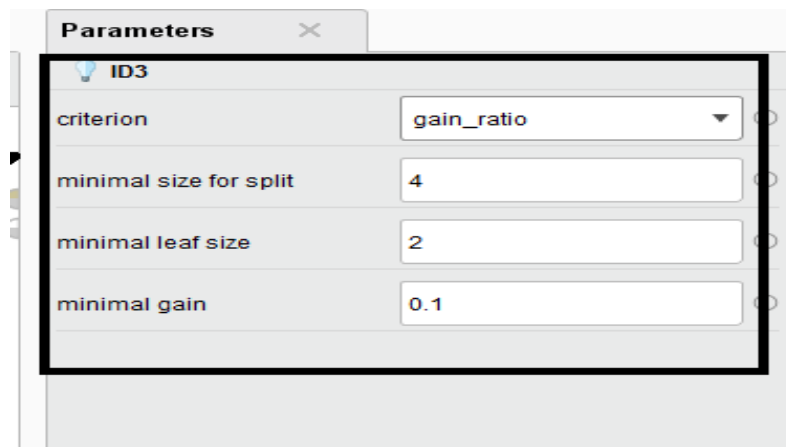 Parameters
ID3
criterion gain_ratio
minimal size for split 4
minimal leaf size 2
minimal gain 0.1